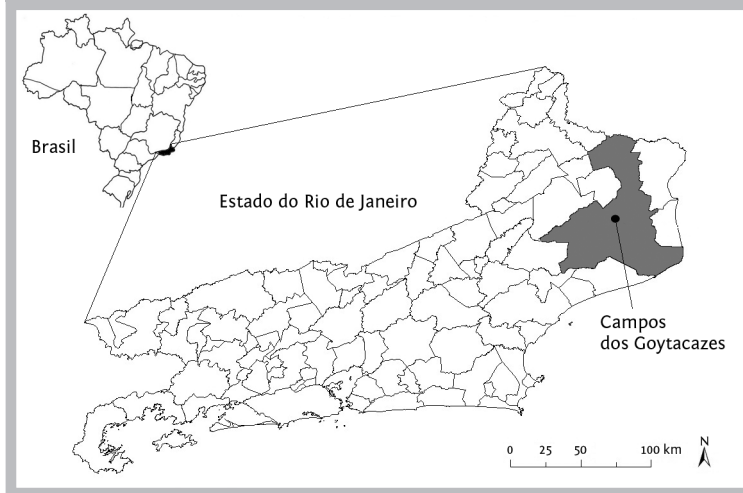 Brasil
Estado do Rio de Janeiro
Campos
dos Goytacazes
0 25 50 100 km
N